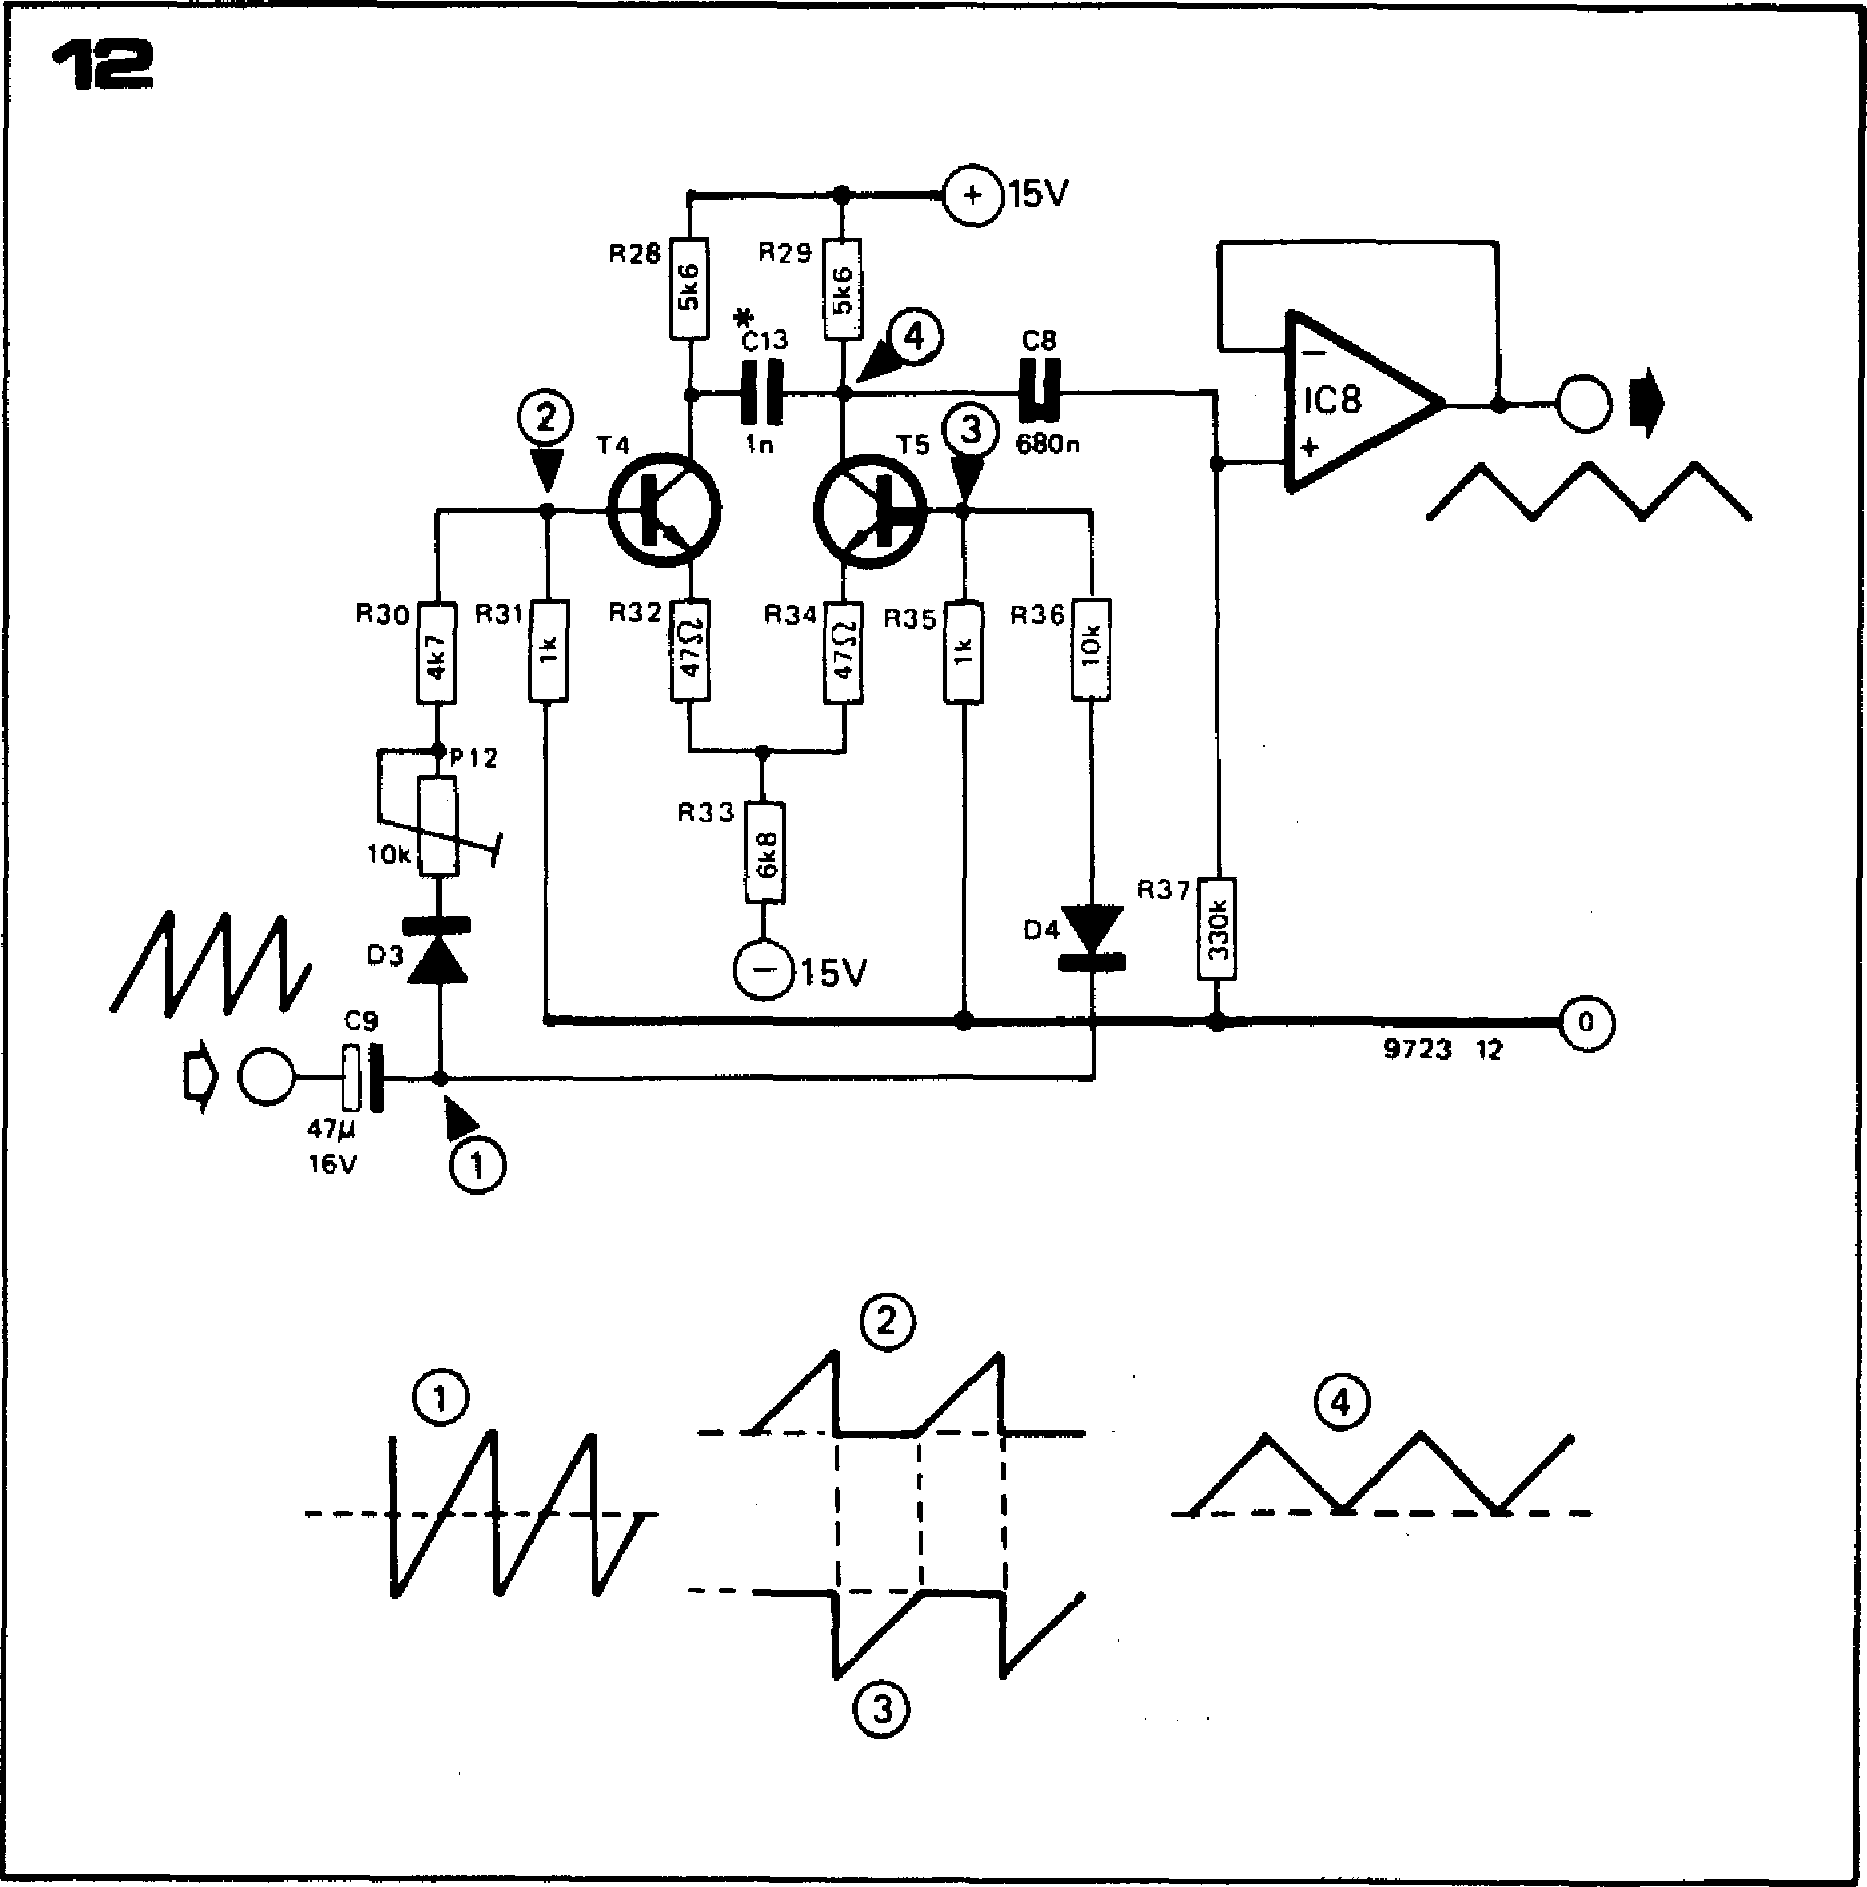 12
+ 15V
R28 5k6
R29 5k6
* C13 1n
4
C8 680n
IC8
−
+
2
T4
T5
3
R30 4k7
R31 1k
R32 47Ω
R34 47Ω
R35 1k
R36 10k
P12
10k
R33 6k8
− 15V
D3
D4
R37 330k
0
9723 12
C9
47µ
16V
1
1
2
3
4